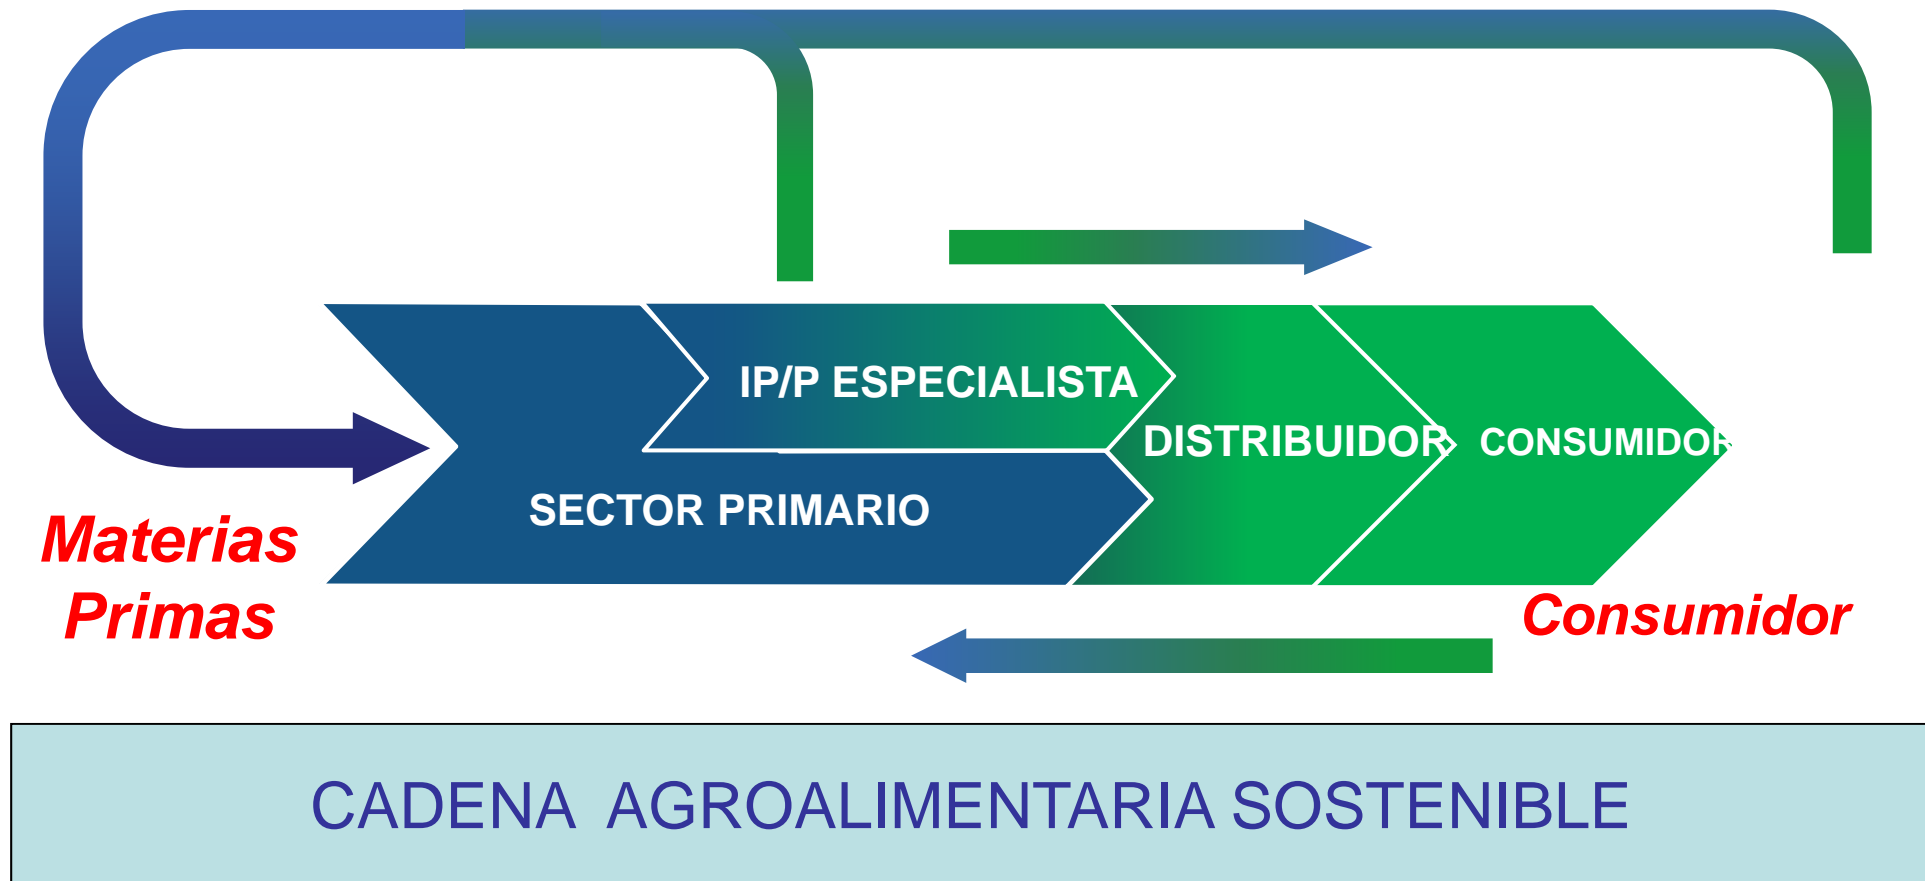 IP/P ESPECIALISTA
DISTRIBUIDOR
CONSUMIDOR
SECTOR PRIMARIO
Materias
Primas
Consumidor
CADENA AGROALIMENTARIA SOSTENIBLE